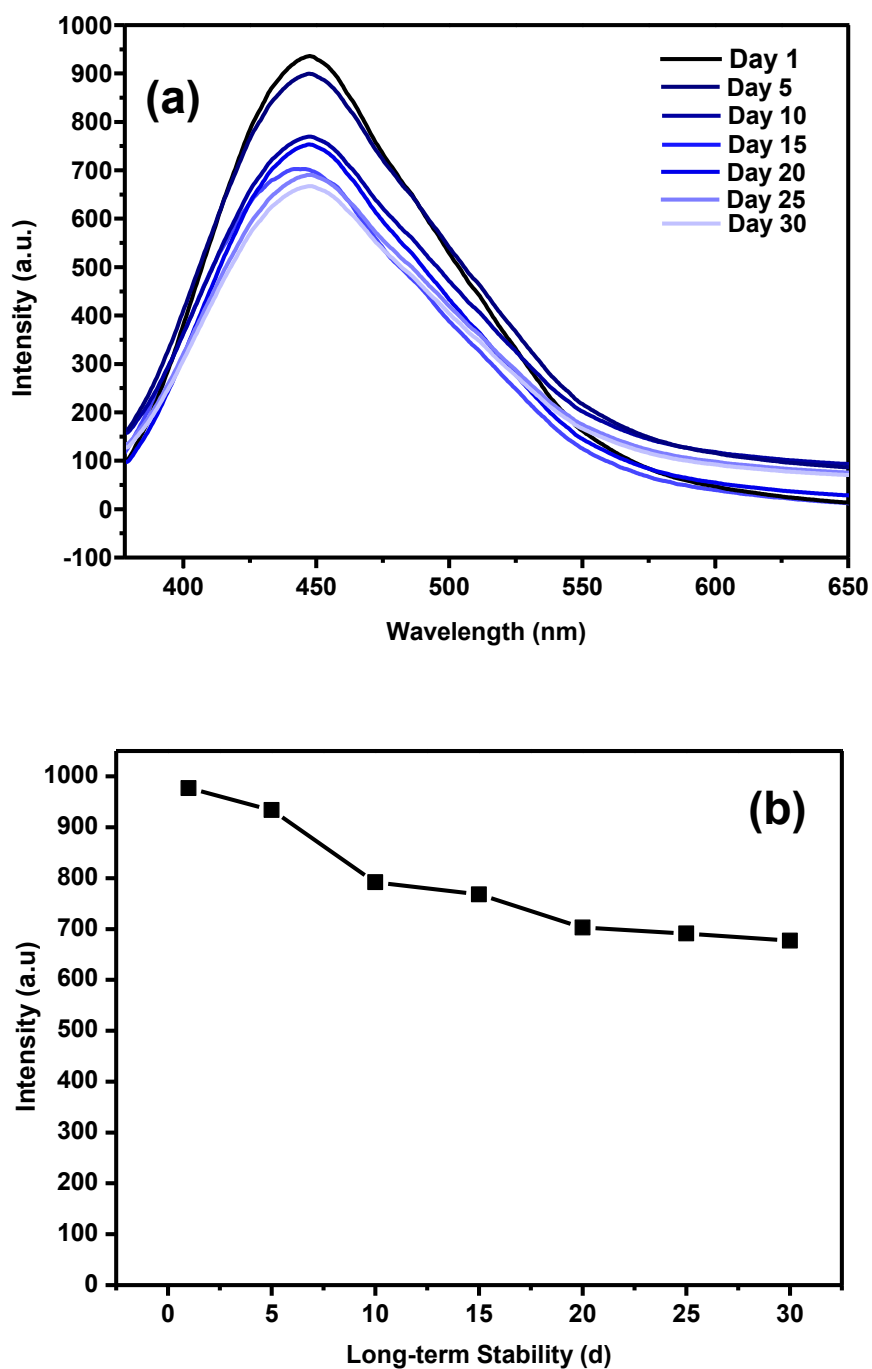 1000
900
800
700
600
500
400
300
200
100
0
-100
(a)
Day 1
Day 5
Day 10
Day 15
Day 20
Day 25
Day 30
Intensity (a.u.)
400 450 500 550 600 650
Wavelength (nm)
1000
900
800
700
600
500
400
300
200
100
0
(b)
Intensity (a.u)
0 5 10 15 20 25 30
Long-term Stability (d)